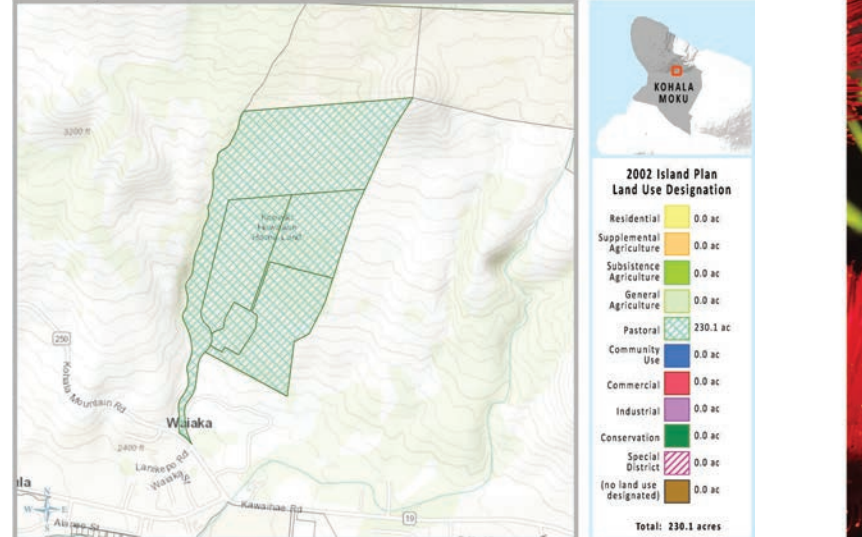 KOHALA
MOKU
2002 Island Plan
Land Use Designation
Residential 0.0 ac
Supplemental
Agriculture 0.0 ac
Subsistence
Agriculture 0.0 ac
General
Agriculture 0.0 ac
Pastoral 230.1 ac
Community
Use 0.0 ac
Commercial 0.0 ac
Industrial 0.0 ac
Conservation 0.0 ac
Special
District 0.0 ac
(no land use
designated) 0.0 ac
Total: 230.1 acres
3200 ft
Home Land
250
Kohala Mountain Rd
Waiaka
2400 ft
Lanikepo Rd
Waiaka St
ala
N
W E
S
Kawaihae Rd
19